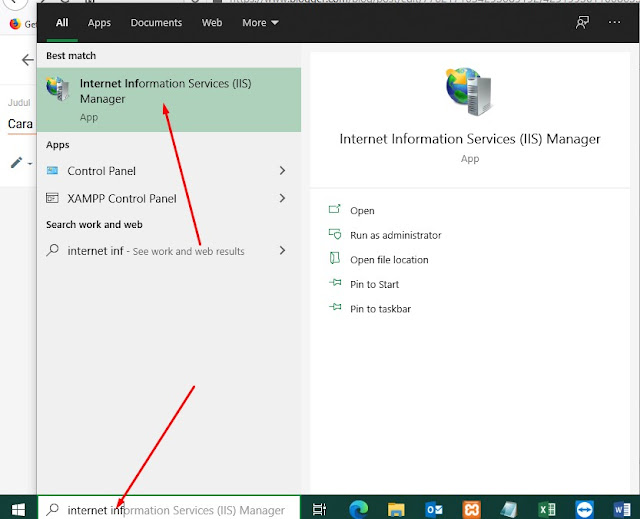 All Apps Documents Web More
Best match
Internet Information Services (IIS)
Manager
App
Apps
Control Panel
XAMPP Control Panel
Search work and web
internet inf - See work and web results
Internet Information Services (IIS) Manager
App
Open
Run as administrator
Open file location
Pin to Start
Pin to taskbar
Get
Judul
Cara
internet information Services (IIS) Manager